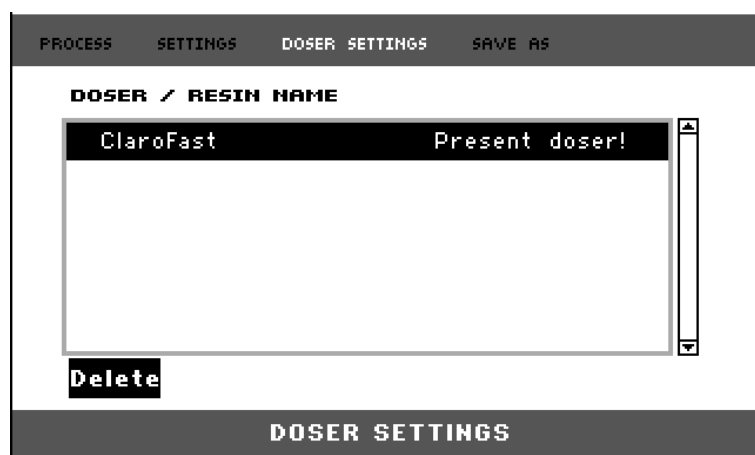 PROCESS SETTINGS DOSER SETTINGS SAVE AS
DOSER / RESIN NAME
ClaroFast Present doser!
Delete
DOSER SETTINGS